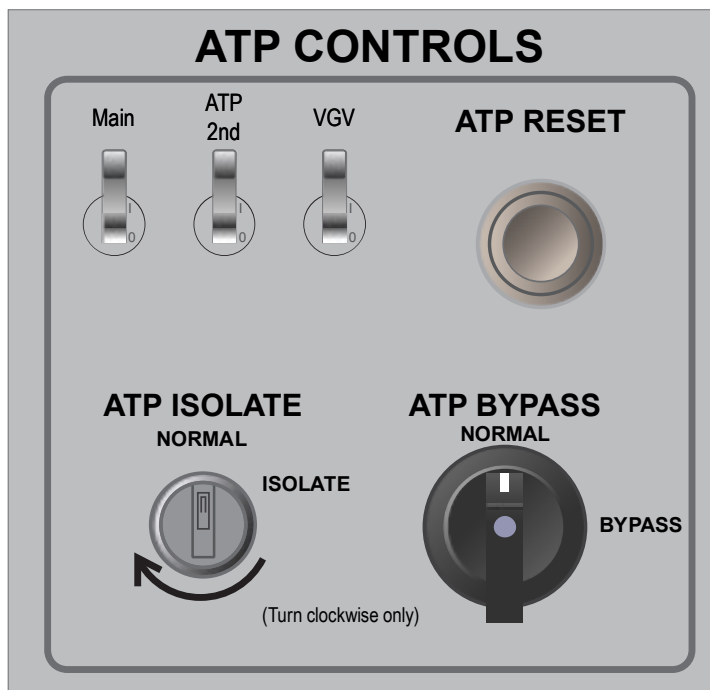 ATP CONTROLS
Main
ATP
2nd
VGV
ATP RESET
I
0
I
0
I
0
ATP ISOLATE
NORMAL
ISOLATE
ATP BYPASS
NORMAL
BYPASS
(Turn clockwise only)